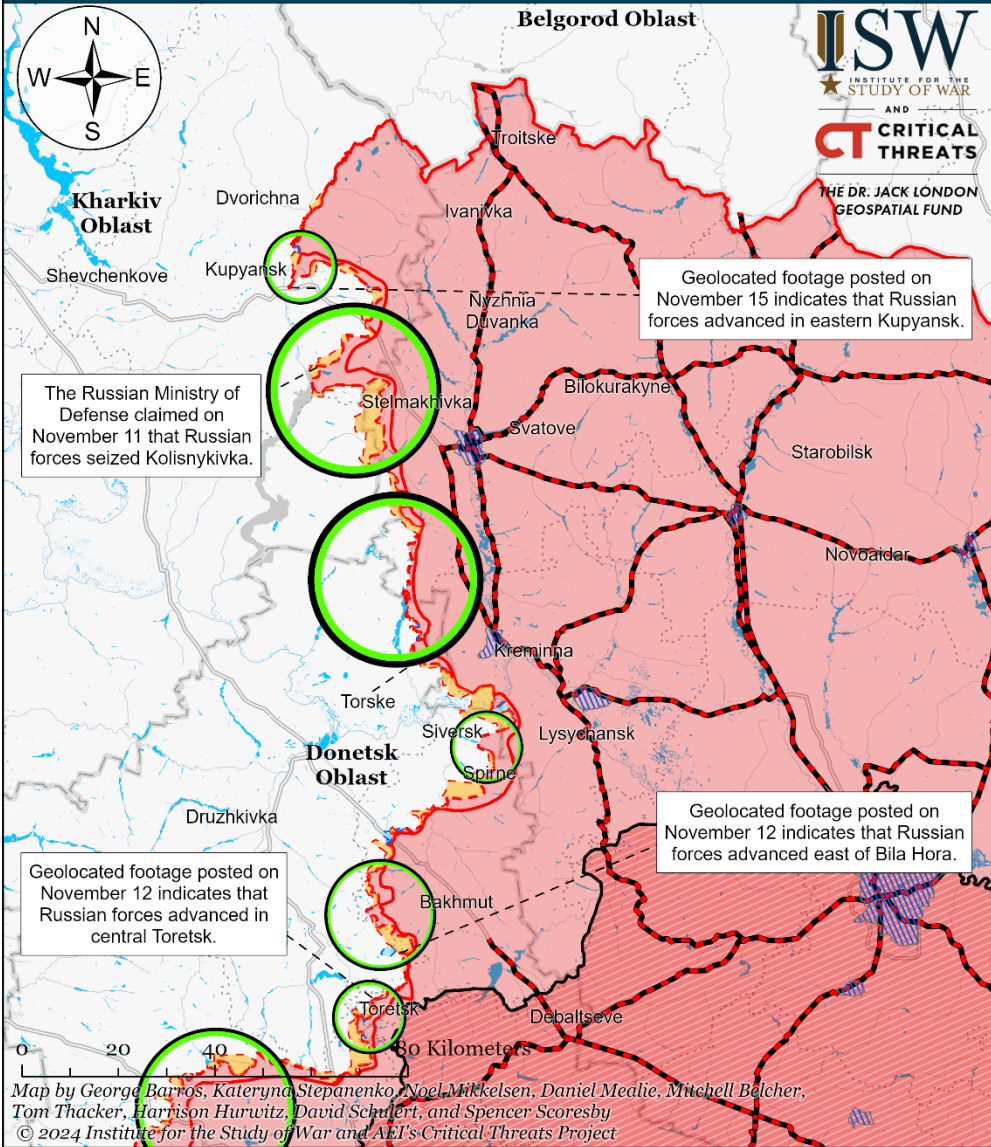 Belgorod Oblast
N
W
E
S
ISW
INSTITUTE FOR THE
STUDY OF WAR
AND
CT CRITICAL
THREATS
THE DR. JACK LONDON
GEOSPATIAL FUND
Troitske
Dvorichna
Kharkiv
Oblast
Ivanivka
Shevchenkove
Kupyansk
Geolocated footage posted on
November 15 indicates that Russian
forces advanced in eastern Kupyansk.
Nyzhnia
Duvanka
The Russian Ministry of
Defense claimed on
November 11 that Russian
forces seized Kolisnykivka.
Stelmakhivka
Bilokurakyne
Svatove
Starobilsk
Novoaidar
Kreminna
Torske
Siversk
Lysychansk
Donetsk
Oblast
Spirne
Druzhkivka
Geolocated footage posted on
November 12 indicates that Russian
forces advanced east of Bila Hora.
Geolocated footage posted on
November 12 indicates that
Russian forces advanced in
central Toretsk.
Bakhmut
Toretsk
Debaltseve
0 20 40 80 Kilometers
Map by George Barros, Kateryna Stepanenko, Noel Mikkelsen, Daniel Mealie, Mitchell Belcher,
Tom Thacker, Harrison Hurwitz, David Schulert, and Spencer Scoresby
© 2024 Institute for the Study of War and AEI's Critical Threats Project